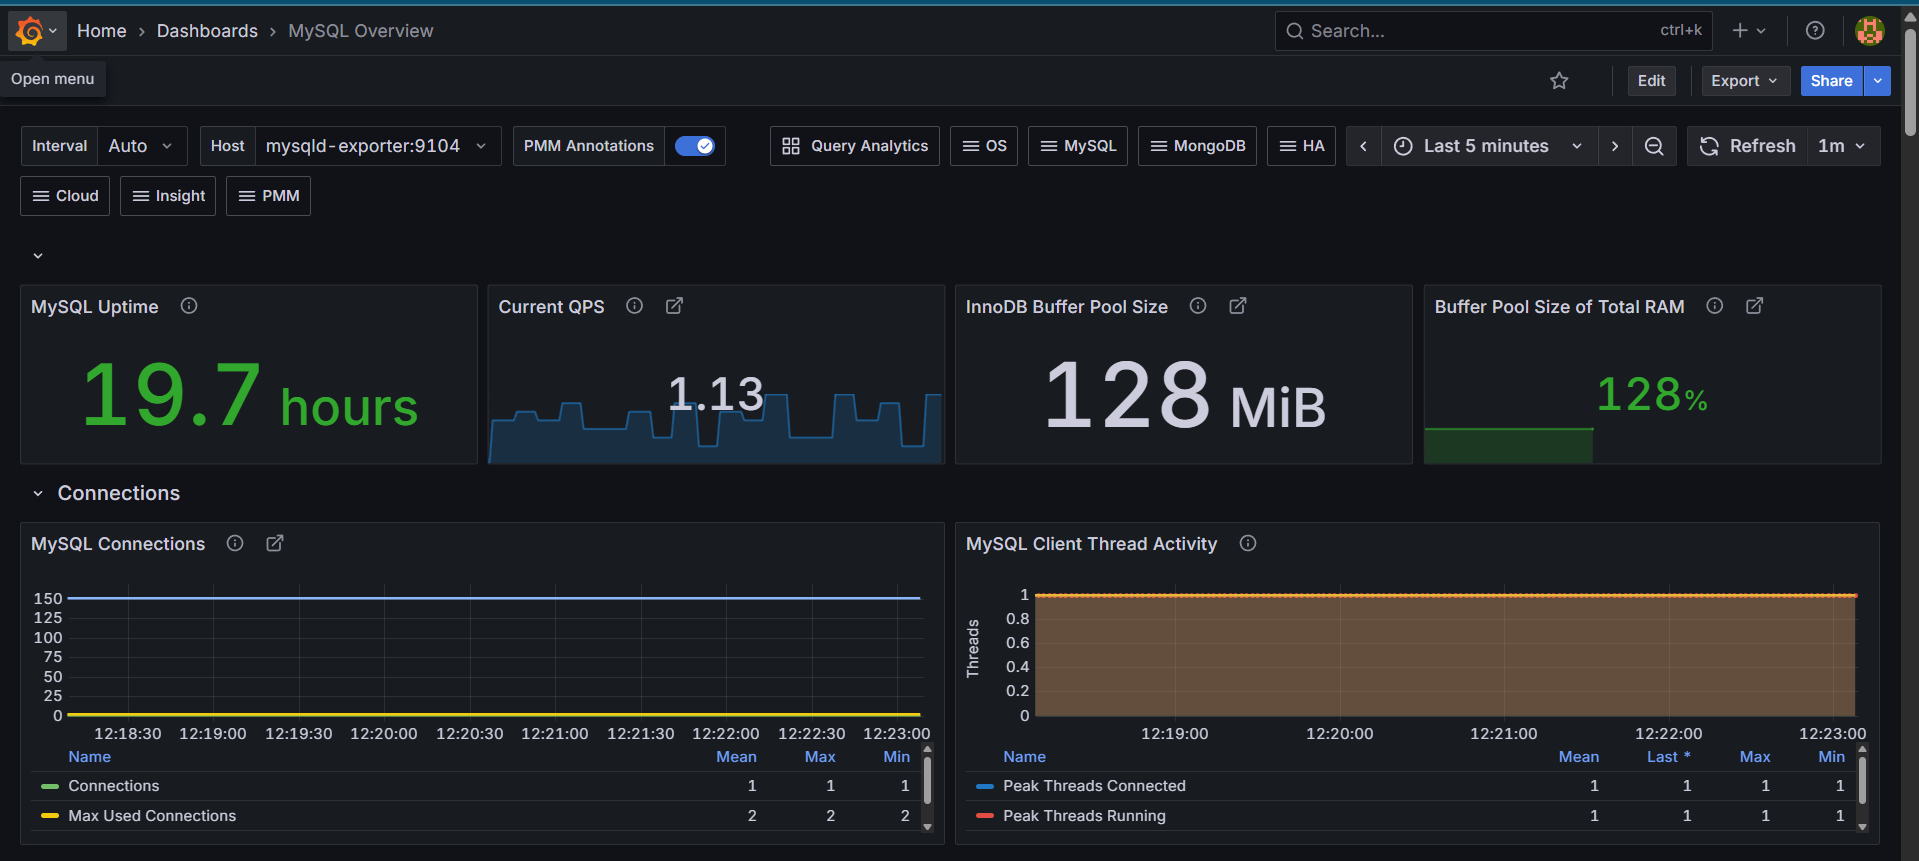 Home › Dashboards › MySQL Overview
Search... ctrl+k
Open menu
Edit Export Share
Interval Auto Host mysqld-exporter:9104 PMM Annotations Query Analytics OS MySQL MongoDB HA Last 5 minutes Refresh 1m
Cloud Insight PMM
MySQL Uptime
19.7 hours
Current QPS
1.13
InnoDB Buffer Pool Size
128 MiB
Buffer Pool Size of Total RAM
128%
Connections
MySQL Connections
150
125
100
75
50
25
0
12:18:30 12:19:00 12:19:30 12:20:00 12:20:30 12:21:00 12:21:30 12:22:00 12:22:30 12:23:00
Name Mean Max Min
Connections 1 1 1
Max Used Connections 2 2 2
MySQL Client Thread Activity
Threads
1
0.8
0.6
0.4
0.2
0
12:19:00 12:20:00 12:21:00 12:22:00 12:23:00
Name Mean Last * Max Min
Peak Threads Connected 1 1 1 1
Peak Threads Running 1 1 1 1